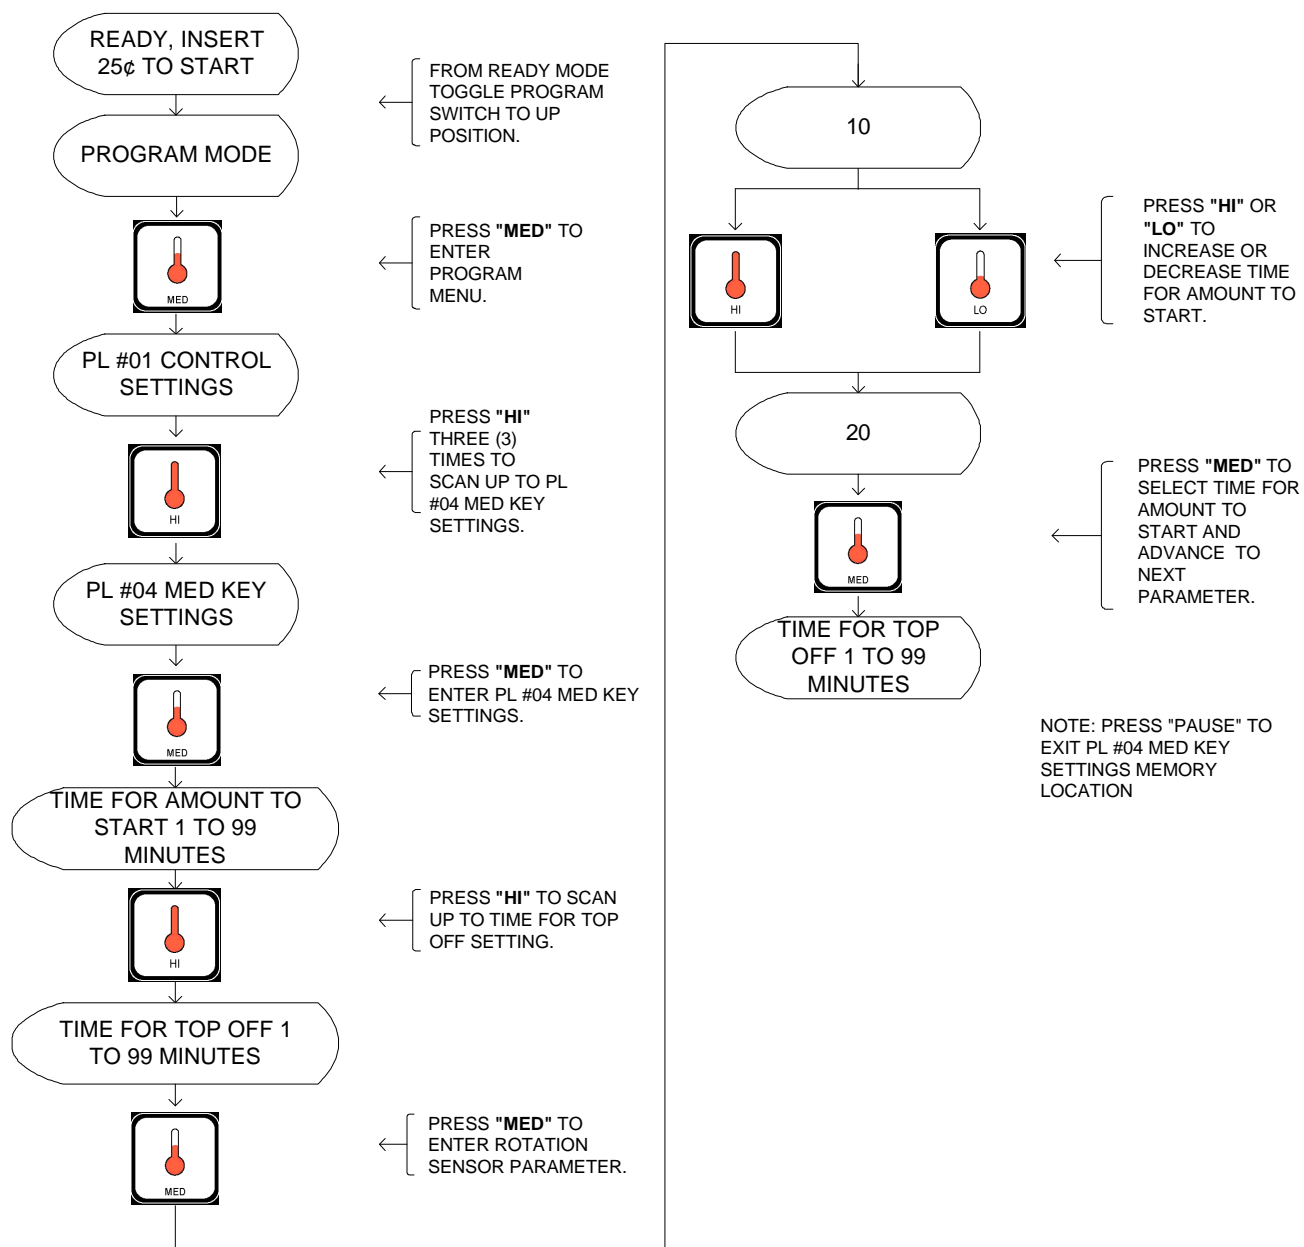 READY, INSERT
25¢ TO START
FROM READY MODE
TOGGLE PROGRAM
SWITCH TO UP
POSITION.
PROGRAM MODE
PRESS "MED" TO
ENTER
PROGRAM
MENU.
MED
PL #01 CONTROL
SETTINGS
PRESS "HI"
THREE (3)
TIMES TO
SCAN UP TO PL
#04 MED KEY
SETTINGS.
HI
PL #04 MED KEY
SETTINGS
PRESS "MED" TO
ENTER PL #04 MED KEY
SETTINGS.
MED
TIME FOR AMOUNT TO
START 1 TO 99
MINUTES
PRESS "HI" TO SCAN
UP TO TIME FOR TOP
OFF SETTING.
HI
TIME FOR TOP OFF 1
TO 99 MINUTES
PRESS "MED" TO
ENTER ROTATION
SENSOR PARAMETER.
MED
10
HI
LO
PRESS "HI" OR
"LO" TO
INCREASE OR
DECREASE TIME
FOR AMOUNT TO
START.
20
PRESS "MED" TO
SELECT TIME FOR
AMOUNT TO
START AND
ADVANCE TO
NEXT
PARAMETER.
MED
TIME FOR TOP
OFF 1 TO 99
MINUTES
NOTE: PRESS "PAUSE" TO
EXIT PL #04 MED KEY
SETTINGS MEMORY
LOCATION